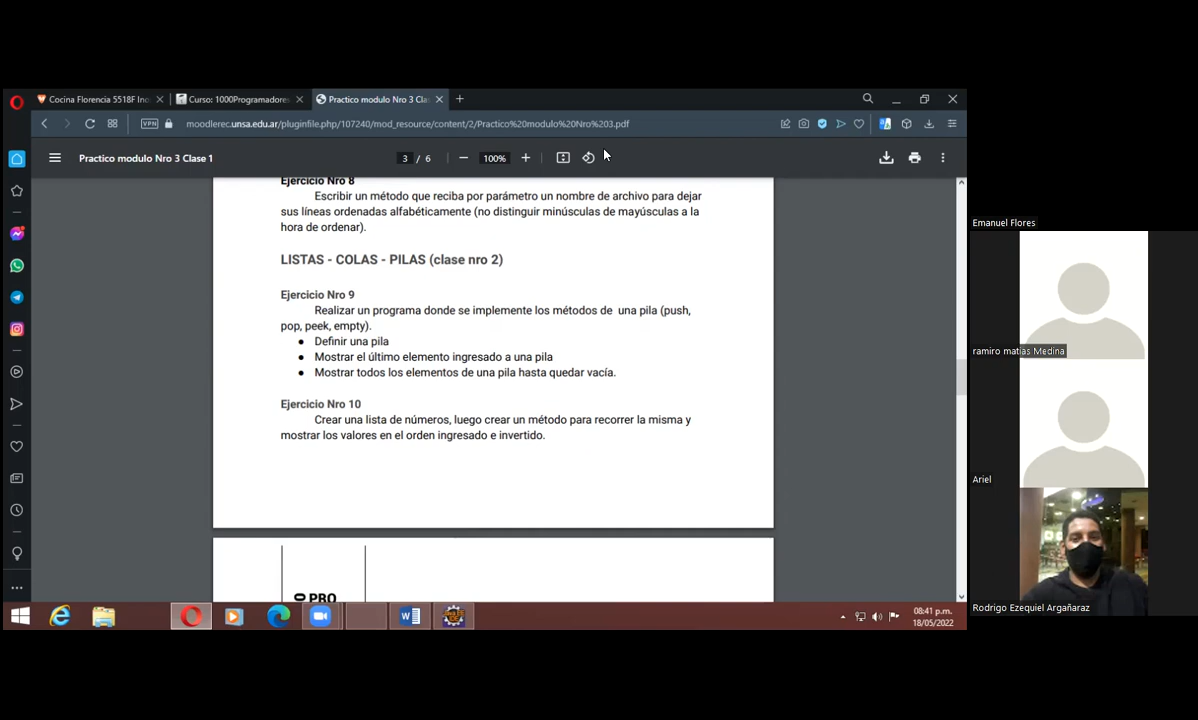 Cocina Florencia 5518F Ino
Curso: 1000Programadores
Practico modulo Nro 3 Cla
VPN
moodlerec.unsa.edu.ar/pluginfile.php/107240/mod_resource/content/2/Practico%20modulo%20Nro%203.pdf
Practico modulo Nro 3 Clase 1
3 / 6
100%
Ejercicio Nro 8
Escribir un método que reciba por parámetro un nombre de archivo para dejar
sus líneas ordenadas alfabéticamente (no distinguir minúsculas de mayúsculas a la
hora de ordenar).
LISTAS - COLAS - PILAS (clase nro 2)
Ejercicio Nro 9
Realizar un programa donde se implemente los métodos de una pila (push,
pop, peek, empty).
● Definir una pila
● Mostrar el último elemento ingresado a una pila
● Mostrar todos los elementos de una pila hasta quedar vacía.
Ejercicio Nro 10
Crear una lista de números, luego crear un método para recorrer la misma y
mostrar los valores en el orden ingresado e invertido.
PRO
08:41 p.m.
18/05/2022
Emanuel Flores
ramiro matias Medina
Ariel
Rodrigo Ezequiel Argañaraz